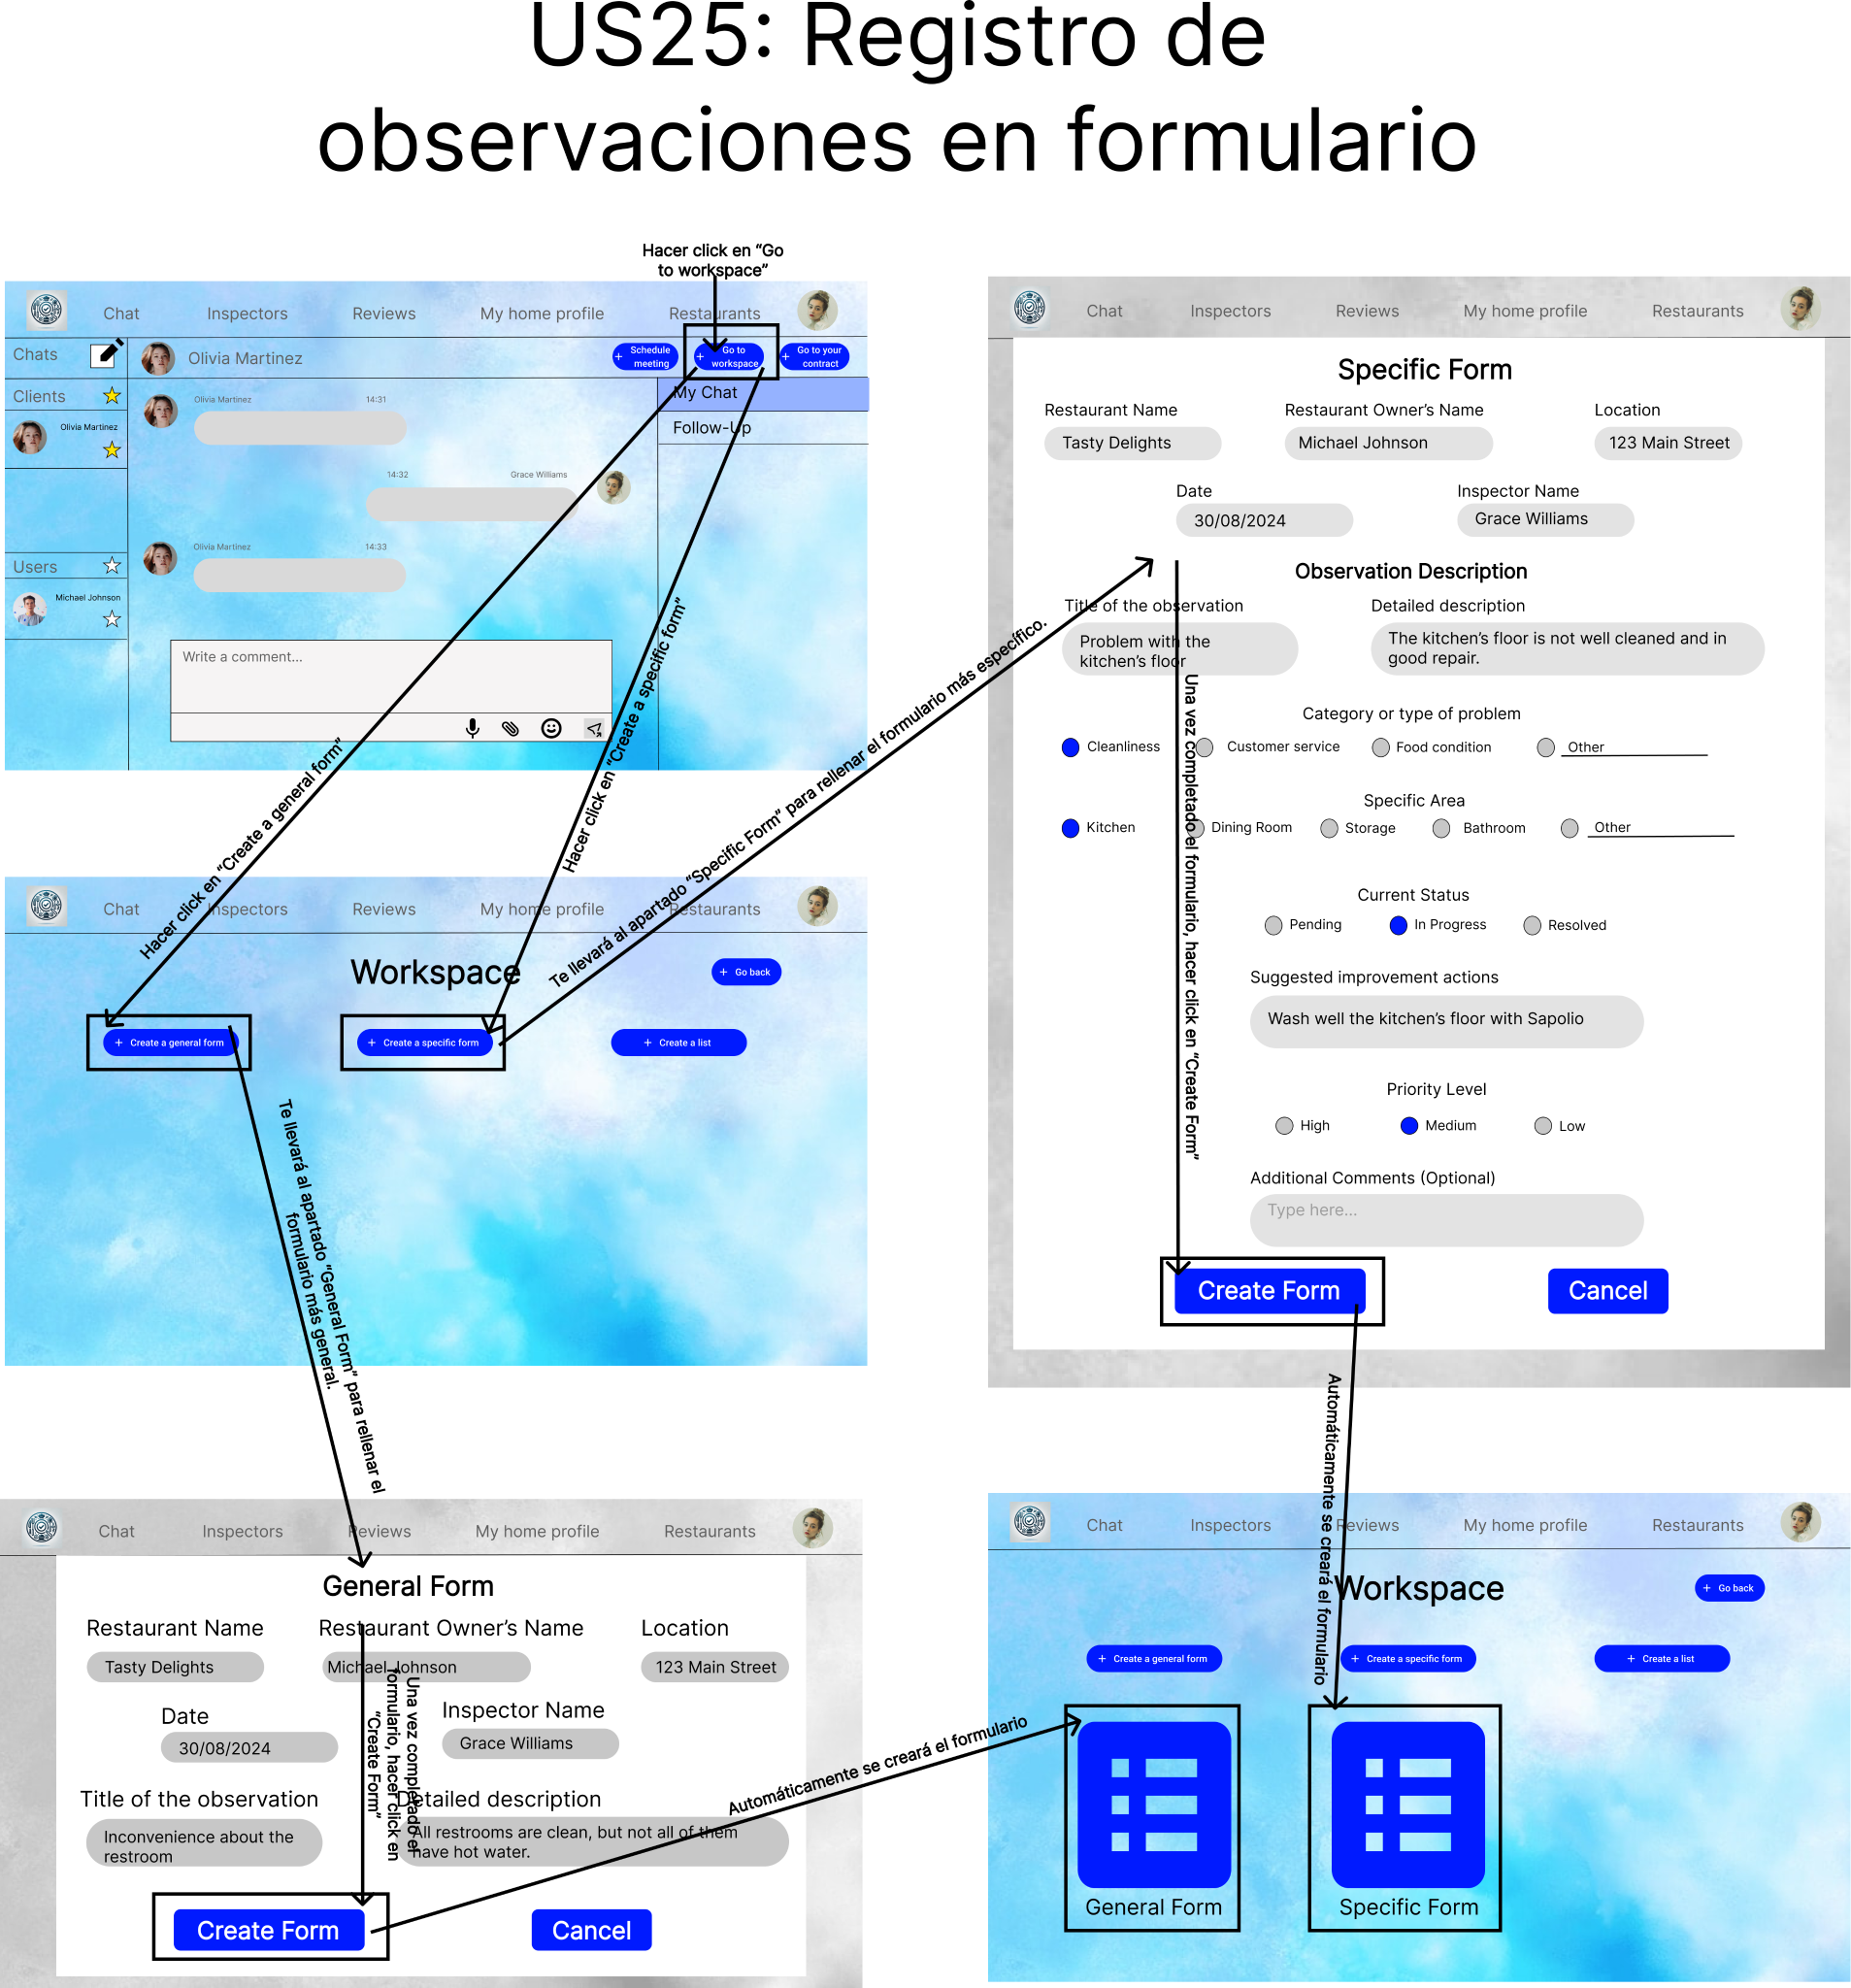 US25: Registro de
observaciones en formulario
Hacer click en “Go
to workspace”
Chat Inspectors Reviews My home profile Restaurants
Chats
Olivia Martinez
+ Schedule meeting
+ Go to workspace
+ Go to your contract
Clients
Olivia Martinez
Users
Michael Johnson
Olivia Martinez 14:31
14:32 Grace Williams
Olivia Martinez 14:33
My Chat
Follow-Up
Write a comment...
Hacer click en “Create a general form”
Hacer click en “Create a specific form”
Te llevará al apartado “Specific Form” para rellenar el formulario más específico.
Chat Inspectors Reviews My home profile Restaurants
Workspace
+ Go back
+ Create a general form
+ Create a specific form
+ Create a list
Te llevará al apartado “General Form” para rellenar el
formulario más general.
Chat Inspectors Reviews My home profile Restaurants
General Form
Restaurant Name Restaurant Owner’s Name Location
Tasty Delights Michael Johnson 123 Main Street
Date Inspector Name
30/08/2024 Grace Williams
Title of the observation Detailed description
Inconvenience about the
restroom
All restrooms are clean, but not all of them
have hot water.
Una vez completado el
formulario, hacer click en
“Create Form”
Create Form Cancel
Automáticamente se creará el formulario
Chat Inspectors Reviews My home profile Restaurants
Specific Form
Restaurant Name Restaurant Owner’s Name Location
Tasty Delights Michael Johnson 123 Main Street
Date Inspector Name
30/08/2024 Grace Williams
Observation Description
Title of the observation Detailed description
Problem with the
kitchen’s floor
The kitchen’s floor is not well cleaned and in
good repair.
Category or type of problem
Cleanliness Customer service Food condition Other
Specific Area
Kitchen Dining Room Storage Bathroom Other
Current Status
Pending In Progress Resolved
Suggested improvement actions
Wash well the kitchen’s floor with Sapolio
Priority Level
High Medium Low
Additional Comments (Optional)
Type here...
Una vez completado el formulario, hacer click en “Create Form”
Create Form Cancel
Automáticamente se creará el formulario
Chat Inspectors Reviews My home profile Restaurants
Workspace
+ Go back
+ Create a general form
+ Create a specific form
+ Create a list
General Form Specific Form